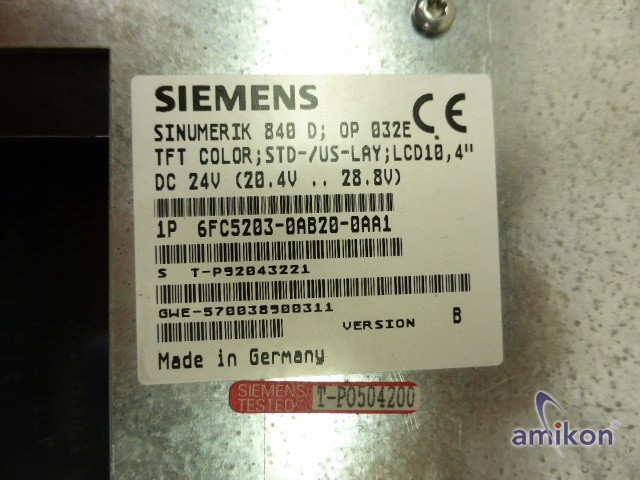 SIEMENS
SINUMERIK 840 D; OP 032E CE
TFT COLOR;STD-/US-LAY;LCD10,4"
DC 24V (20.4V .. 28.8V)
1P 6FC5203-0AB20-0AA1
S T-P92043221
GWE-570038900311
VERSION B
Made in Germany
SIEMENS
TESTED
T-P0504200
amikon